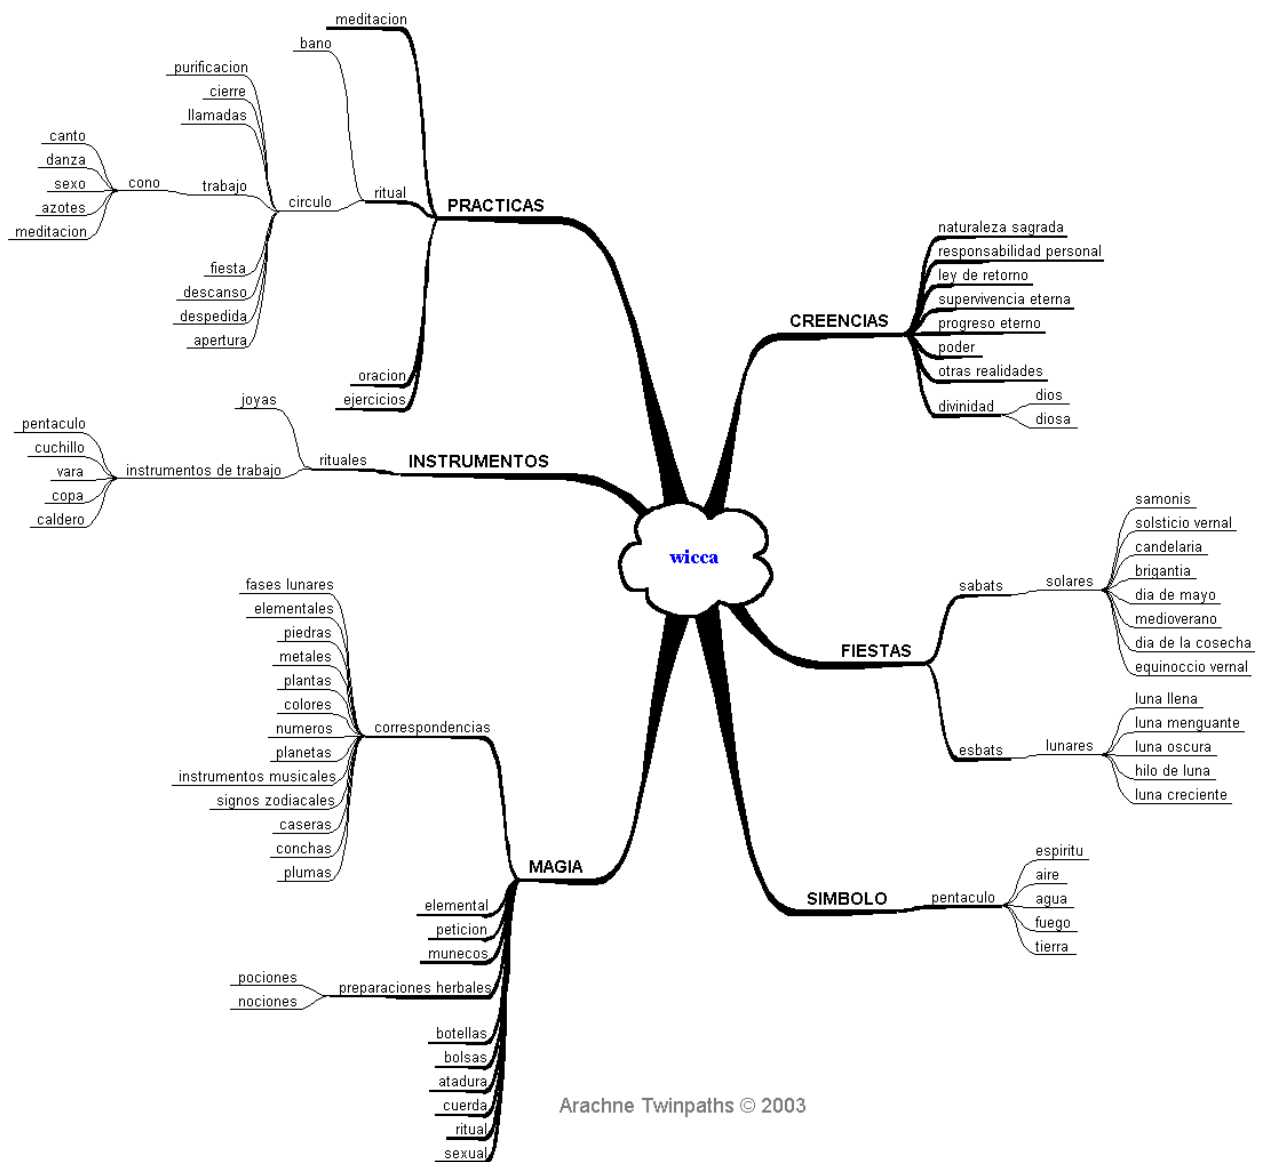 meditacion
bano
purificacion
cierre
llamadas
canto
danza
sexo
azotes
meditacion
cono
trabajo
circulo
ritual
PRACTICAS
fiesta
descanso
despedida
apertura
oracion
ejercicios
joyas
pentaculo
cuchillo
vara
copa
caldero
instrumentos de trabajo
rituales
INSTRUMENTOS
naturaleza sagrada
responsabilidad personal
ley de retorno
supervivencia eterna
progreso eterno
poder
otras realidades
divinidad
dios
diosa
CREENCIAS
wicca
samonis
solsticio vernal
candelaria
brigantia
dia de mayo
medioverano
dia de la cosecha
equinoccio vernal
sabats
solares
FIESTAS
luna llena
luna menguante
luna oscura
hilo de luna
luna creciente
esbats
lunares
fases lunares
elementales
piedras
metales
plantas
colores
numeros
planetas
instrumentos musicales
signos zodiacales
caseras
conchas
plumas
correspondencias
MAGIA
elemental
peticion
munecos
pociones
nociones
preparaciones herbales
botellas
bolsas
atadura
cuerda
ritual
sexual
SIMBOLO
pentaculo
espiritu
aire
agua
fuego
tierra
Arachne Twinpaths © 2003